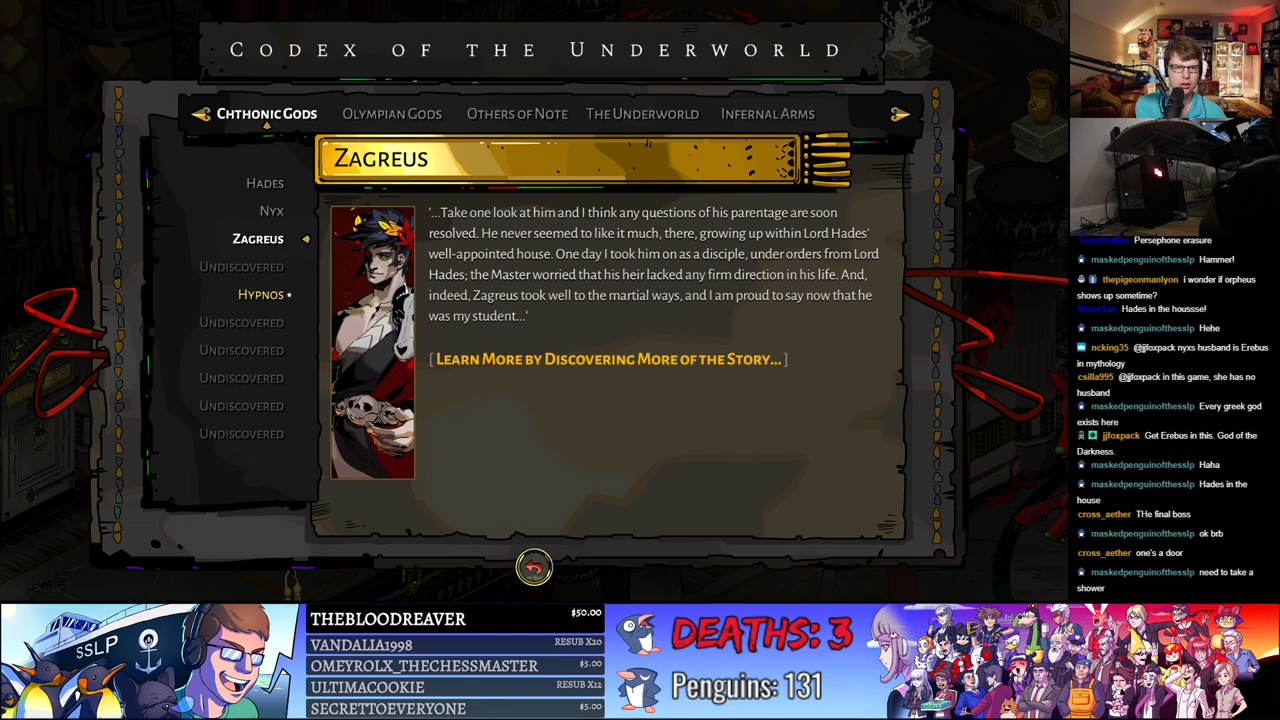 CODEX OF THE UNDERWORLD
CHTHONIC GODS OLYMPIAN GODS OTHERS OF NOTE THE UNDERWORLD INFERNAL ARMS
ZAGREUS
HADES
NYX
ZAGREUS
UNDISCOVERED
HYPNOS
UNDISCOVERED
UNDISCOVERED
UNDISCOVERED
UNDISCOVERED
UNDISCOVERED
'...Take one look at him and I think any questions of his parentage are soon
resolved. He never seemed to like it much, there, growing up within Lord Hades'
well-appointed house. One day I took him on as a disciple, under orders from Lord
Hades; the Master worried that his heir lacked any firm direction in his life. And,
indeed, Zagreus took well to the martial ways, and I am proud to say now that he
was my student...'
[ LEARN MORE BY DISCOVERING MORE OF THE STORY... ]
Persephone erasure
maskedpenguinofthesslp Hammer!
thepigeonmanlyon i wonder if orpheus
shows up sometime?
Hades in the houssse!
maskedpenguinofthesslp Hehe
ncking35 @jjfoxpack nyxs husband is Erebus
in mythology
csilla995 @jjfoxpack in this game, she has no
husband
maskedpenguinofthesslp Every greek god
exists here
jjfoxpack Get Erebus in this. God of the
Darkness.
maskedpenguinofthesslp Haha
maskedpenguinofthesslp Hades in the
house
cross_aether THe final boss
maskedpenguinofthesslp ok brb
cross_aether one's a door
maskedpenguinofthesslp need to take a
shower
SSLP
THEBLOODREAVER $50.00
VANDALIA1998 RESUB X20
OMEYROLX_THECHESSMASTER $5.00
ULTIMACOOKIE RESUB X12
SECRETTOEVERYONE $5.00
DEATHS: 3
Penguins: 131